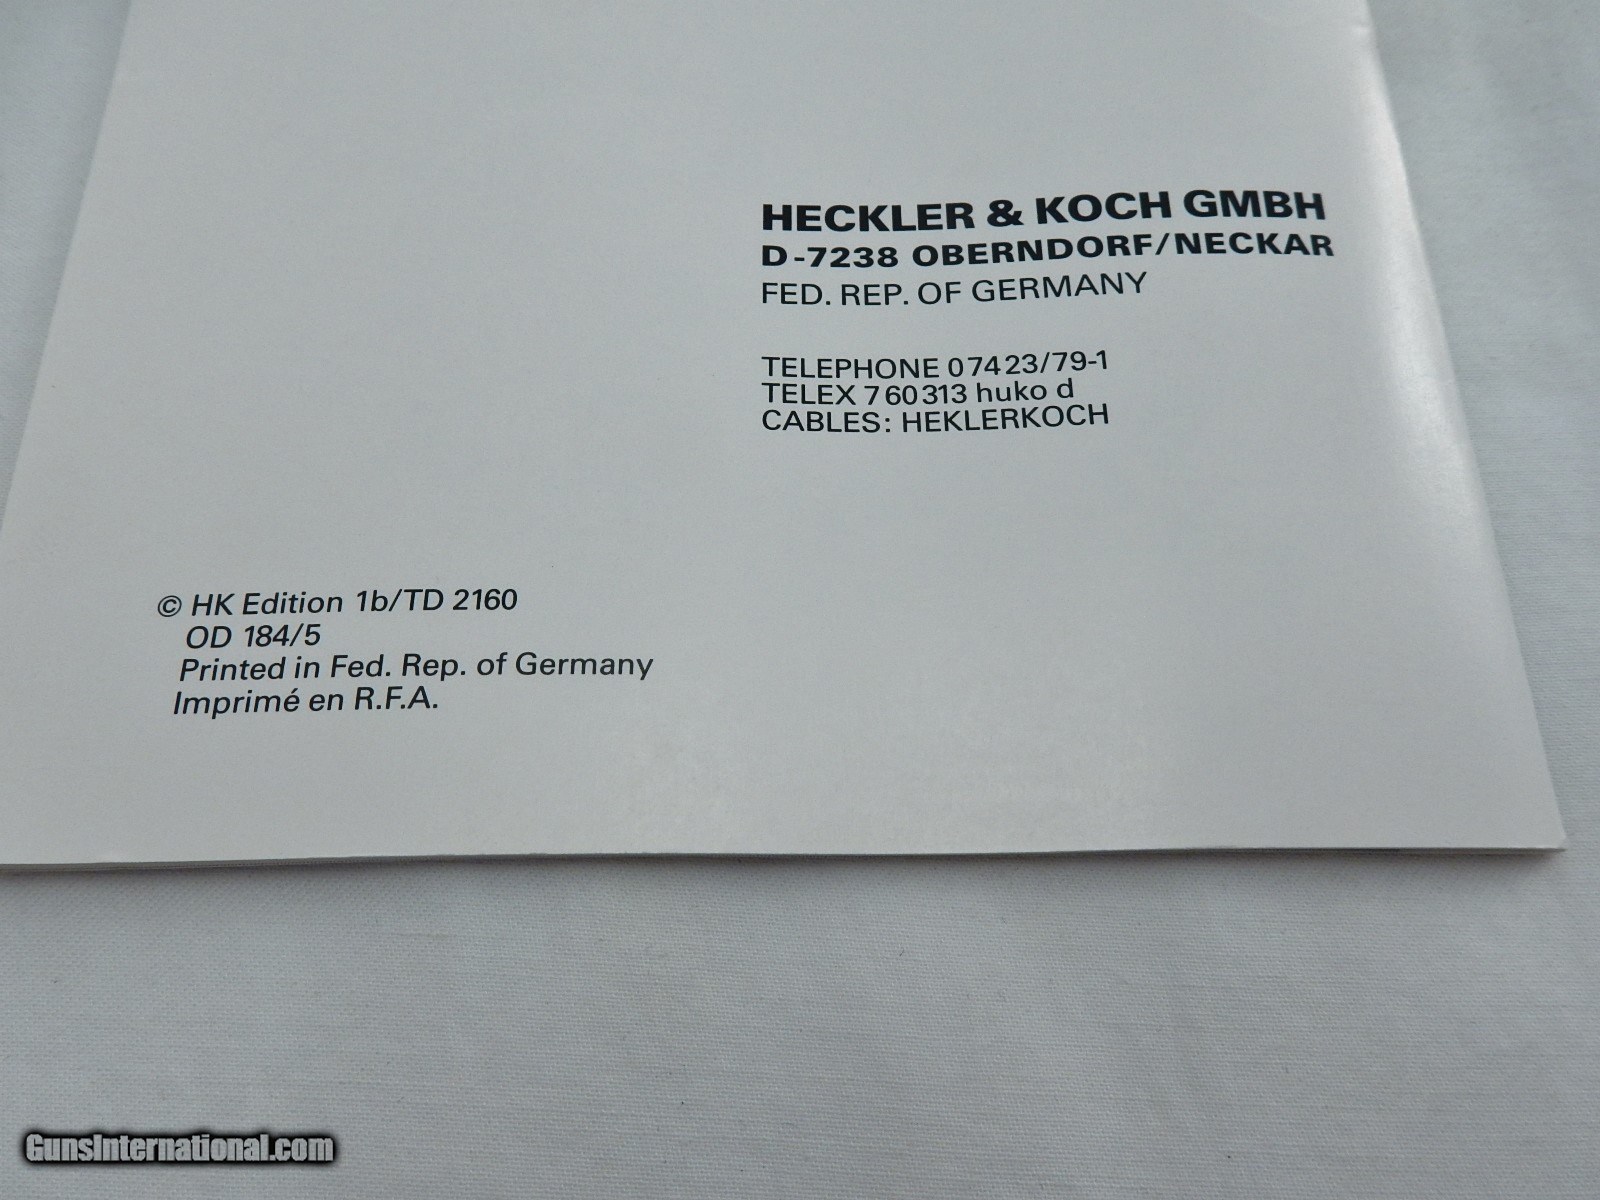 HECKLER & KOCH GMBH
D-7238 OBERNDORF/NECKAR
FED. REP. OF GERMANY
TELEPHONE 07423/79-1
TELEX 760313 huko d
CABLES: HEKLERKOCH
© HK Edition 1b/TD 2160
OD 184/5
Printed in Fed. Rep. of Germany
Imprimé en R.F.A.
GunsInternational.com